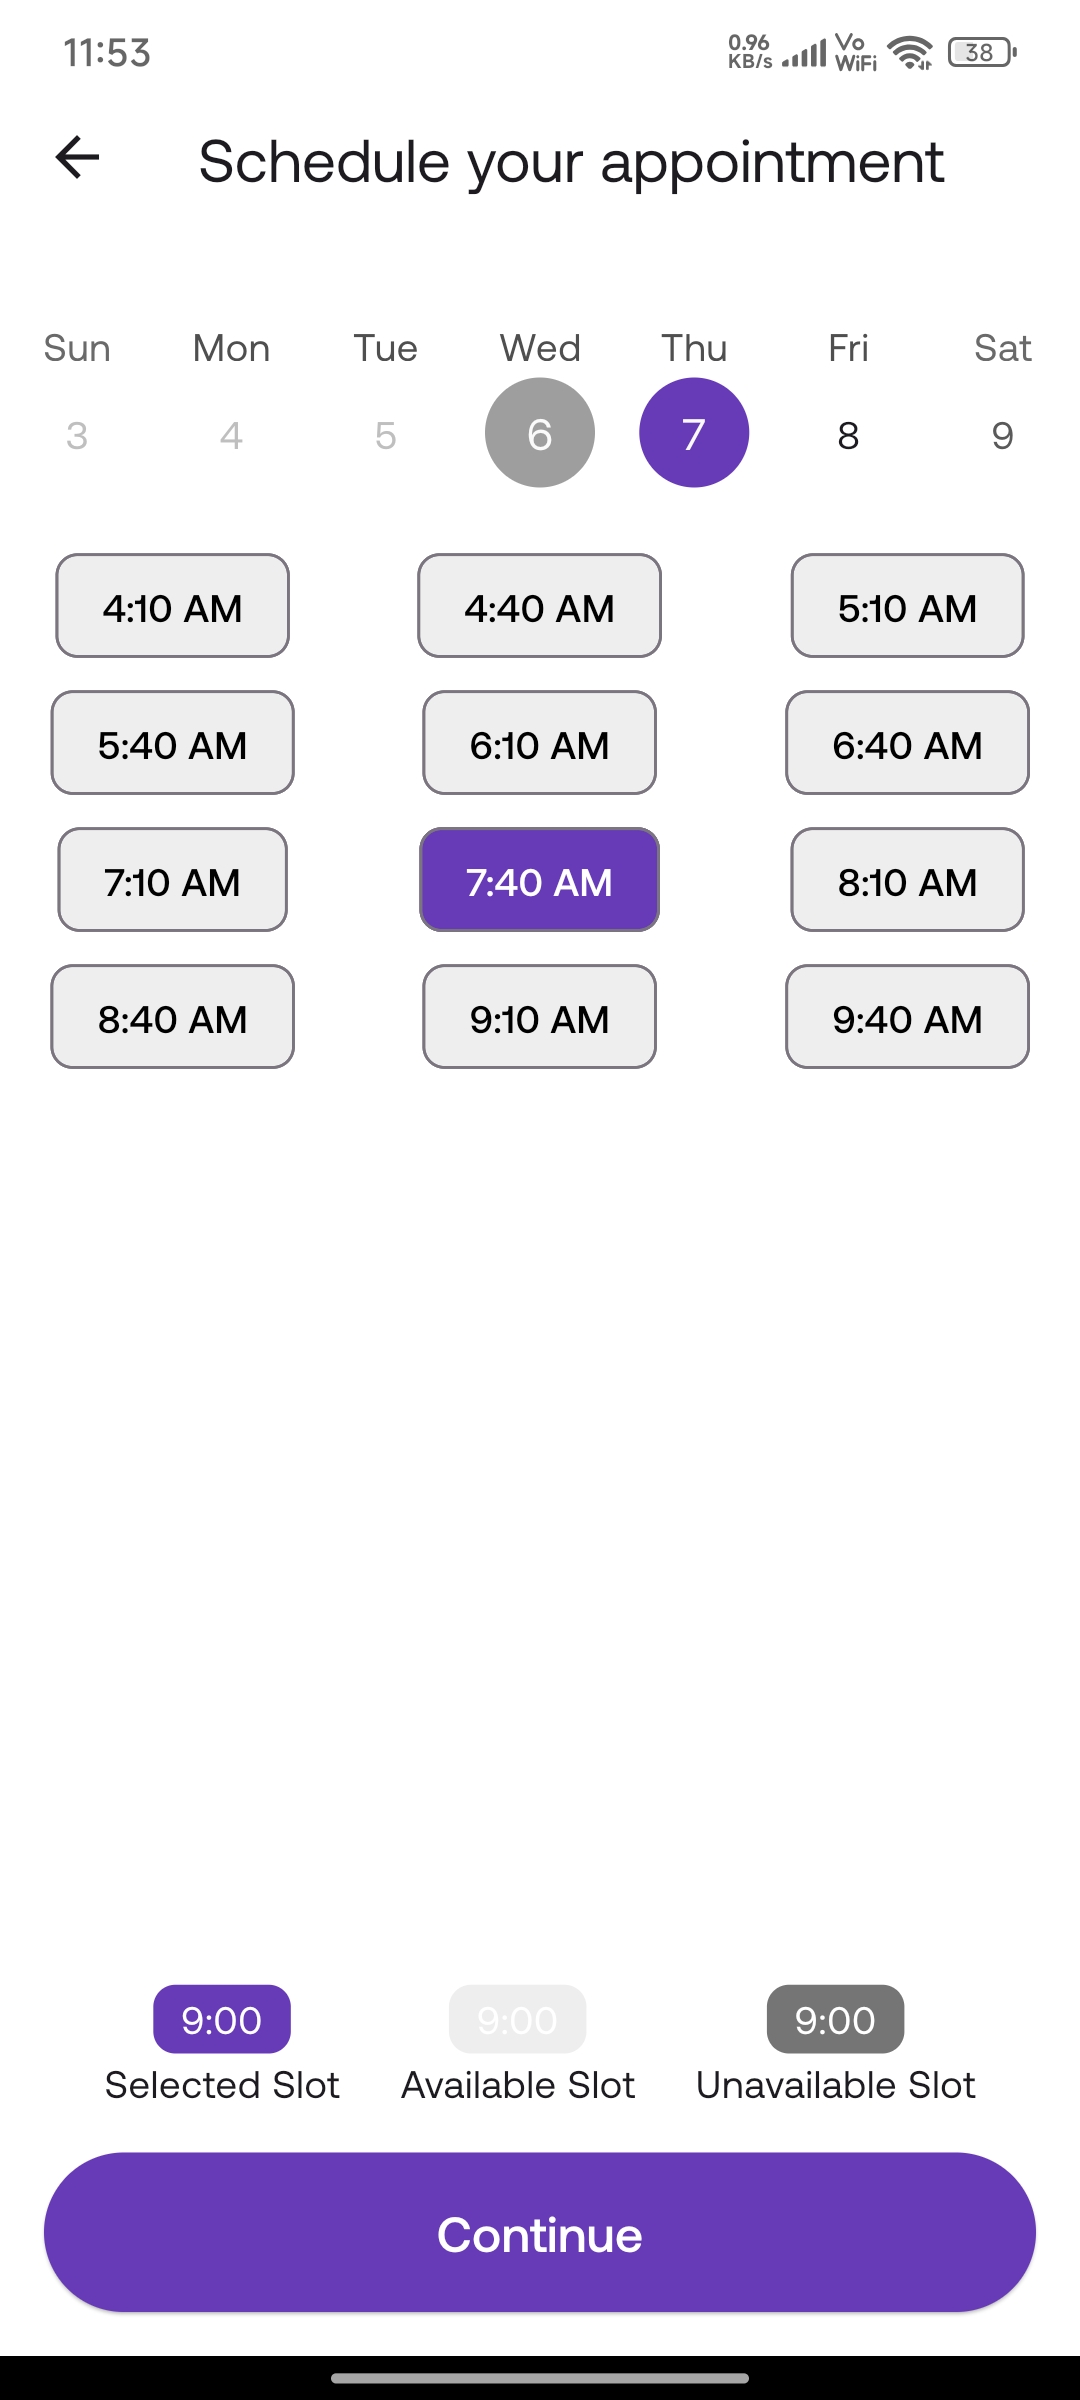 11:53 0.96 KB/s Vo WiFi 38
Schedule your appointment
Sun Mon Tue Wed Thu Fri Sat
3 4 5 6 7 8 9
4:10 AM 4:40 AM 5:10 AM
5:40 AM 6:10 AM 6:40 AM
7:10 AM 7:40 AM 8:10 AM
8:40 AM 9:10 AM 9:40 AM
9:00 9:00 9:00
Selected Slot Available Slot Unavailable Slot
Continue